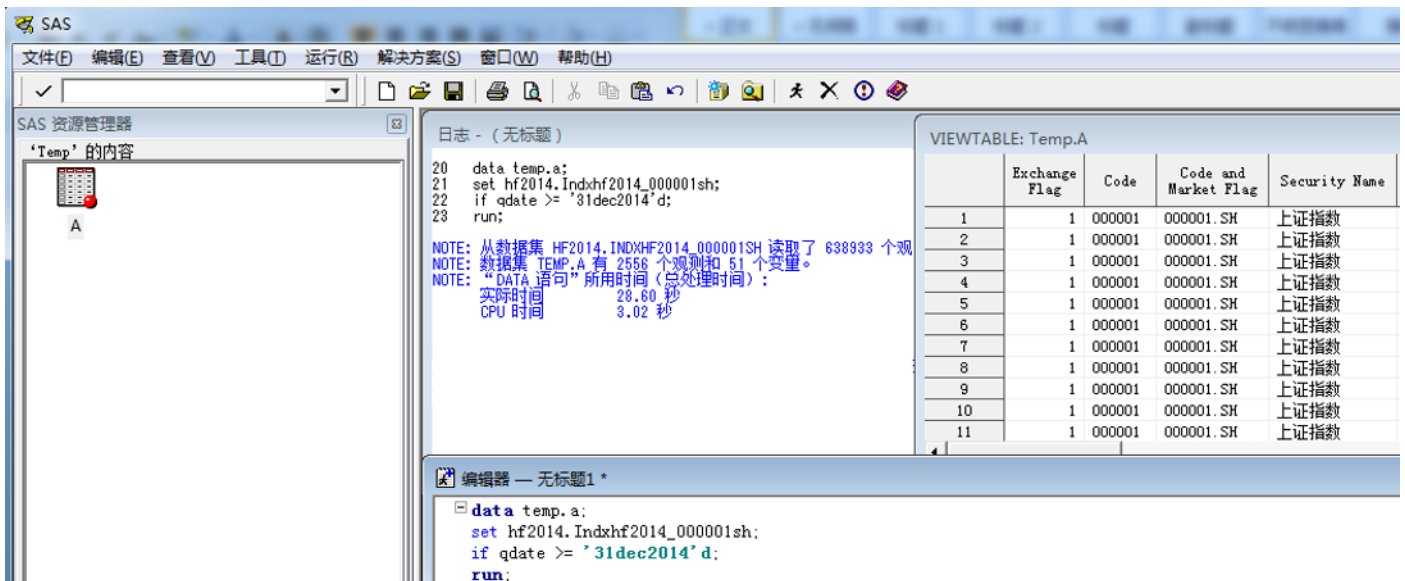 SAS
文件(F) 编辑(E) 查看(V) 工具(T) 运行(R) 解决方案(S) 窗口(W) 帮助(H)
SAS 资源管理器
‘Temp’的内容
A
日志 - （无标题）
20 data temp.a;
21 set hf2014.Indxhf2014_000001sh;
22 if qdate >= '31dec2014'd;
23 run;
NOTE: 从数据集 HF2014.INDXHF2014_000001SH 读取了 638933 个观
NOTE: 数据集 TEMP.A 有 2556 个观测和 51 个变量。
NOTE: “DATA 语句”所用时间（总处理时间）:
实际时间 28.60 秒
CPU 时间 3.02 秒
VIEWTABLE: Temp.A
Exchange Flag Code Code and Market Flag Security Name
1 1 000001 000001.SH 上证指数
2 1 000001 000001.SH 上证指数
3 1 000001 000001.SH 上证指数
4 1 000001 000001.SH 上证指数
5 1 000001 000001.SH 上证指数
6 1 000001 000001.SH 上证指数
7 1 000001 000001.SH 上证指数
8 1 000001 000001.SH 上证指数
9 1 000001 000001.SH 上证指数
10 1 000001 000001.SH 上证指数
11 1 000001 000001.SH 上证指数
编辑器 — 无标题1 *
data temp.a;
set hf2014.Indxhf2014_000001sh;
if qdate >= '31dec2014'd;
run;